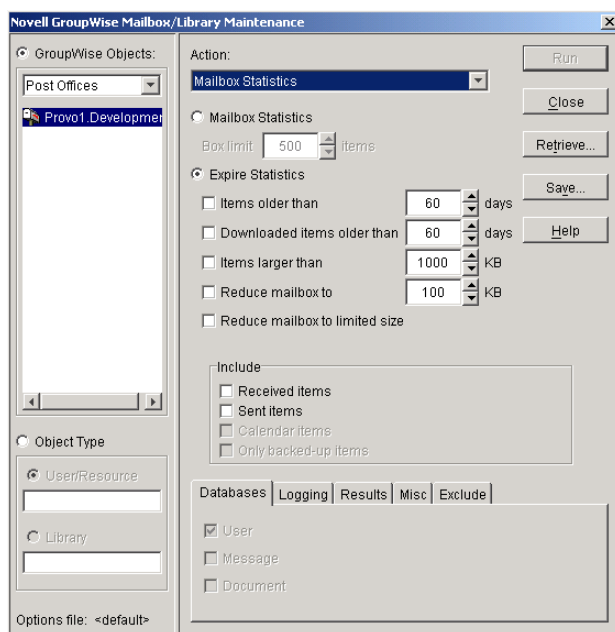 Novell GroupWise Mailbox/Library Maintenance
GroupWise Objects:
Post Offices
Provo1.Developmer
Object Type
User/Resource
Library
Options file: <default>
Action:
Mailbox Statistics
Mailbox Statistics
Box limit 500 items
Expire Statistics
Items older than 60 days
Downloaded items older than 60 days
Items larger than 1000 KB
Reduce mailbox to 100 KB
Reduce mailbox to limited size
Include
Received items
Sent items
Calendar items
Only backed-up items
Databases Logging Results Misc Exclude
User
Message
Document
Run
Close
Retrieve...
Save...
Help